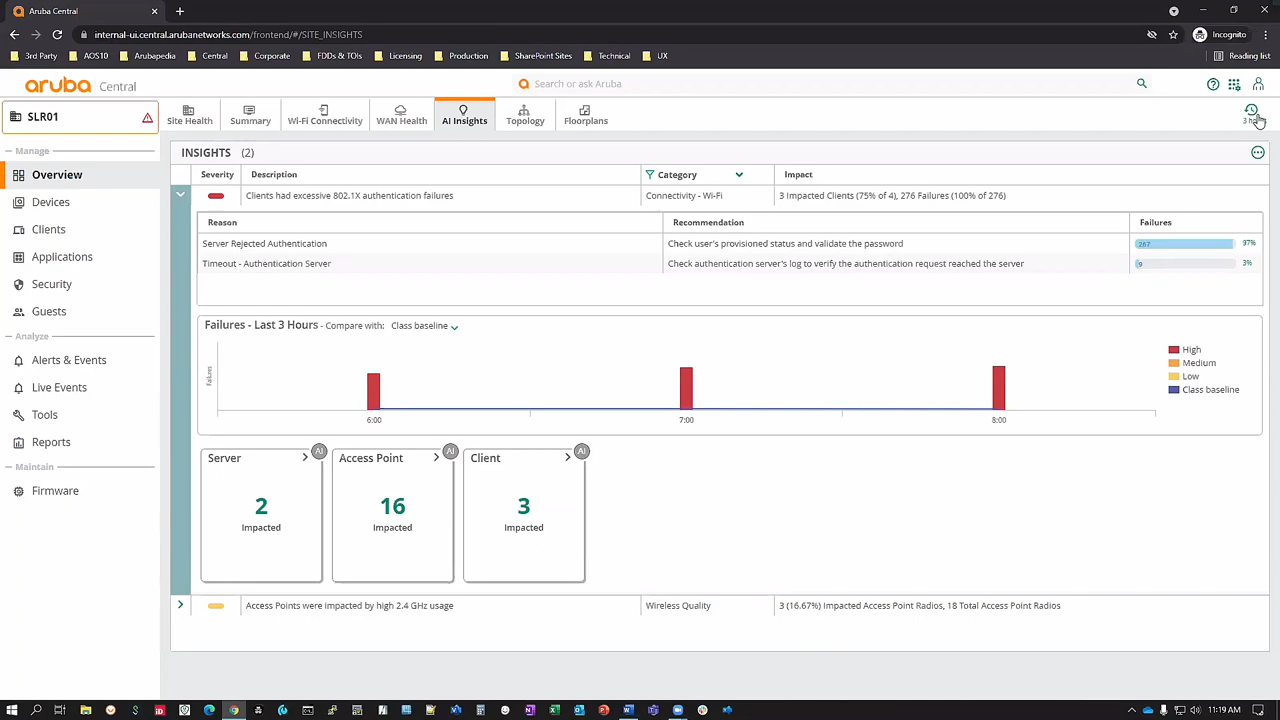 Aruba Central
internal-ui.central.arubanetworks.com/frontend/#/SITE_INSIGHTS
Incognito
3rd Party AOS10 Arubapedia Central Corporate FDDs & TOIs Licensing Production SharePoint Sites Technical UX Reading list
aruba Central
Search or ask Aruba
SLR01
Site Health Summary Wi-Fi Connectivity WAN Health AI Insights Topology Floorplans
Manage
Overview
Devices
Clients
Applications
Security
Guests
Analyze
Alerts & Events
Live Events
Tools
Reports
Maintain
Firmware
INSIGHTS (2)
Severity Description Category Impact
Clients had excessive 802.1X authentication failures Connectivity - Wi-Fi 3 Impacted Clients (75% of 4), 276 Failures (100% of 276)
Reason Recommendation Failures
Server Rejected Authentication Check user's provisioned status and validate the password 267 97%
Timeout - Authentication Server Check authentication server's log to verify the authentication request reached the server 9 3%
Failures - Last 3 Hours - Compare with: Class baseline
Failures
6:00 7:00 8:00
High
Medium
Low
Class baseline
Server AI
2
Impacted
Access Point AI
16
Impacted
Client AI
3
Impacted
Access Points were impacted by high 2.4 GHz usage Wireless Quality 3 (16.67%) Impacted Access Point Radios, 18 Total Access Point Radios
11:19 AM